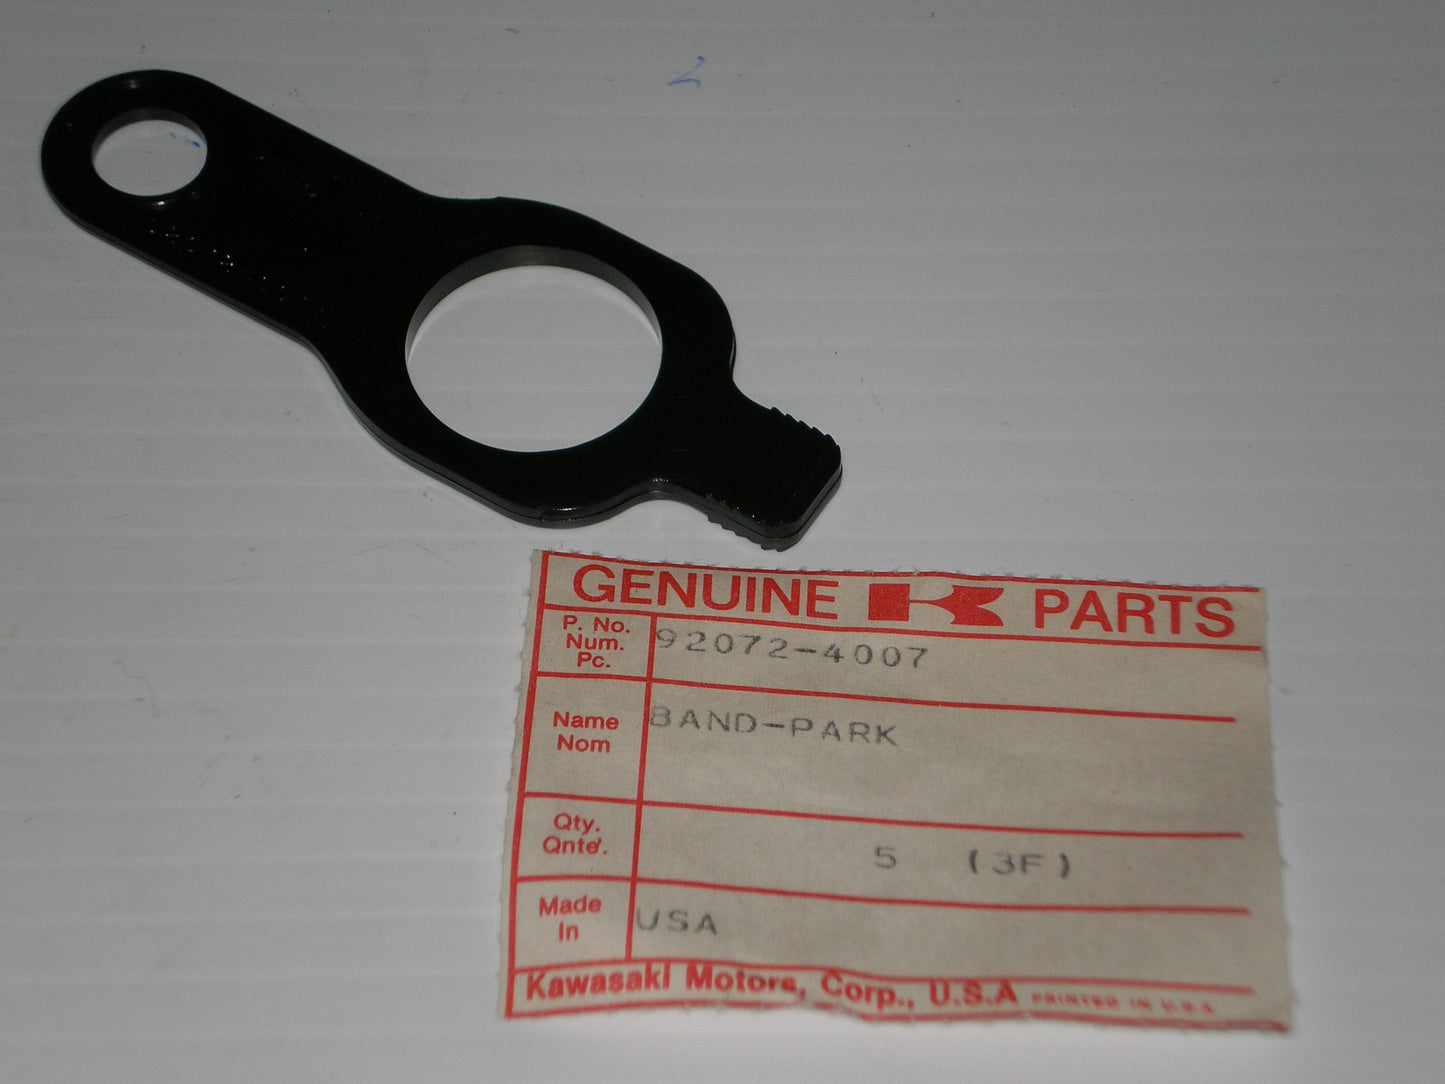 GENUINE PARTS
P. No.
Num.
Pc.
92072-4007
Name
Nom
BAND-PARK
Qty.
Qnte'.
5 (3F)
Made
In
USA
Kawasaki Motors, Corp., U.S.A PRINTED IN U.S.A.